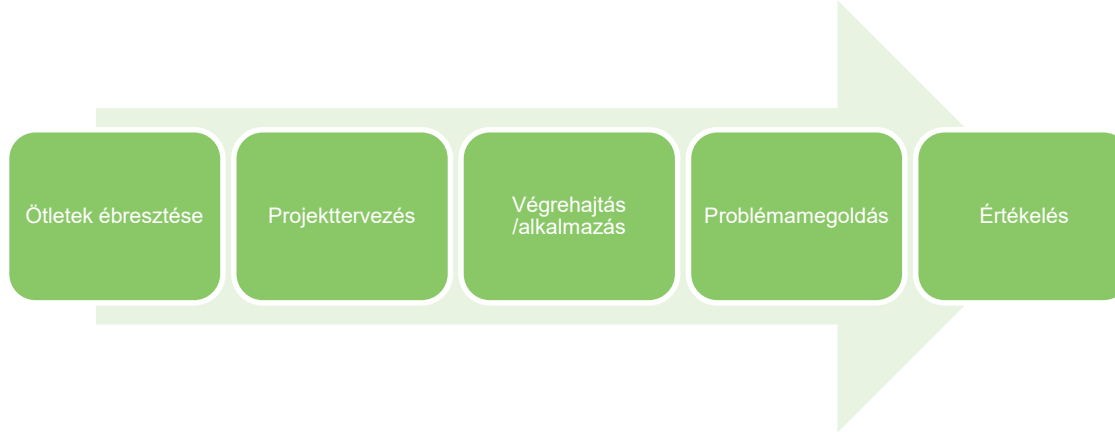 Ötletek ébresztése
Projekttervezés
Végrehajtás
/alkalmazás
Problémamegoldás
Értékelés